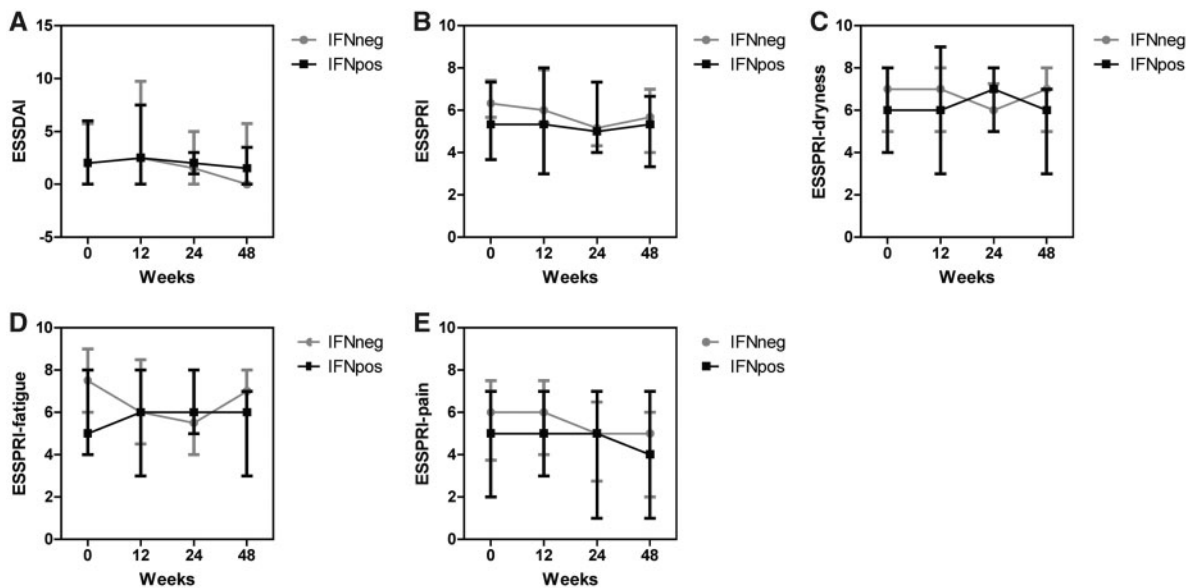 A
ESSDAI
15
10
5
0
-5
0 12 24 48
Weeks
IFNneg
IFNpos
B
ESSPRI
10
8
6
4
2
0
0 12 24 48
Weeks
IFNneg
IFNpos
C
ESSPRI-dryness
10
8
6
4
2
0
0 12 24 48
Weeks
IFNneg
IFNpos
D
ESSPRI-fatigue
10
8
6
4
2
0
0 12 24 48
Weeks
IFNneg
IFNpos
E
ESSPRI-pain
10
8
6
4
2
0
0 12 24 48
Weeks
IFNneg
IFNpos